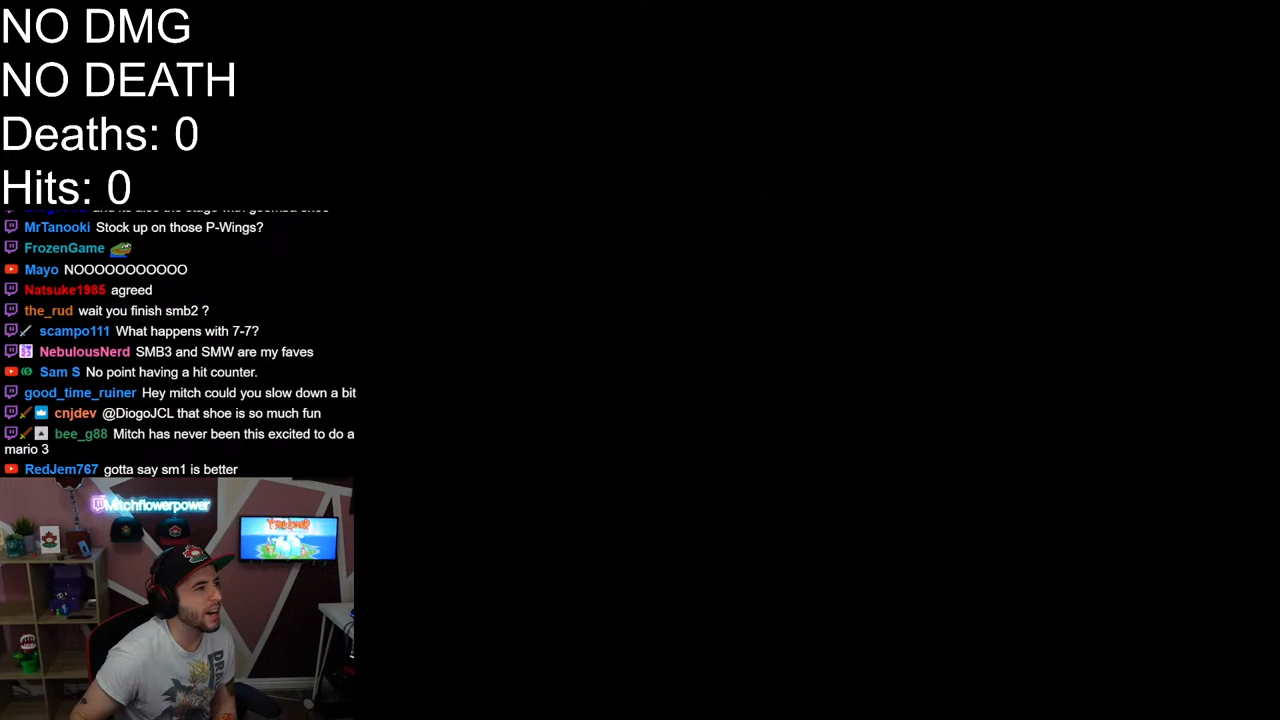 NO DMG
NO DEATH
Deaths: 0
Hits: 0
MrTanooki Stock up on those P-Wings?
FrozenGame
Mayo NOOOOOOOOOOO
Natsuke1985 agreed
the_rud wait you finish smb2 ?
scampo111 What happens with 7-7?
NebulousNerd SMB3 and SMW are my faves
Sam S No point having a hit counter.
good_time_ruiner Hey mitch could you slow down a bit
cnjdev @DiogoJCL that shoe is so much fun
bee_g88 Mitch has never been this excited to do a
mario 3
RedJem767 gotta say sm1 is better
Mitchflowerpower